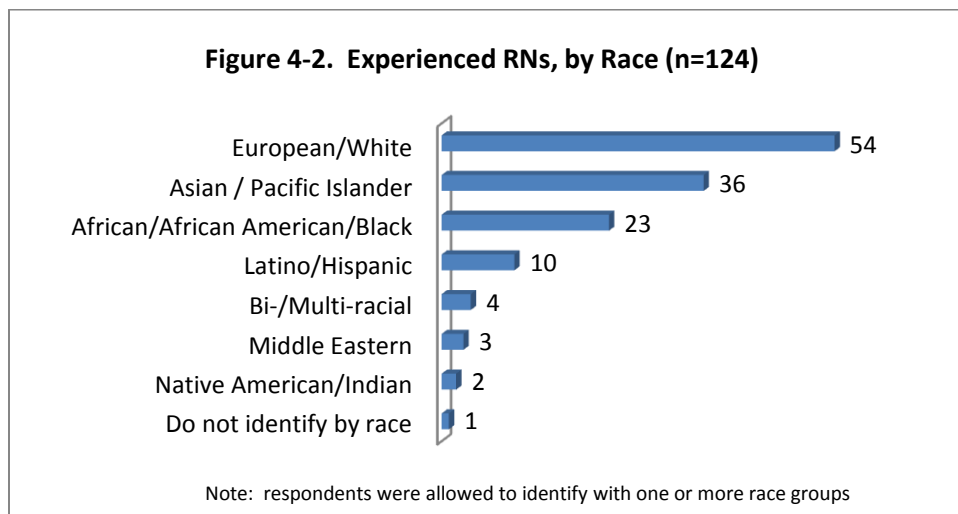 Figure 4-2.  Experienced RNs, by Race (n=124)
European/White 54
Asian / Pacific Islander 36
African/African American/Black 23
Latino/Hispanic 10
Bi-/Multi-racial 4
Middle Eastern 3
Native American/Indian 2
Do not identify by race 1
Note:  respondents were allowed to identify with one or more race groups